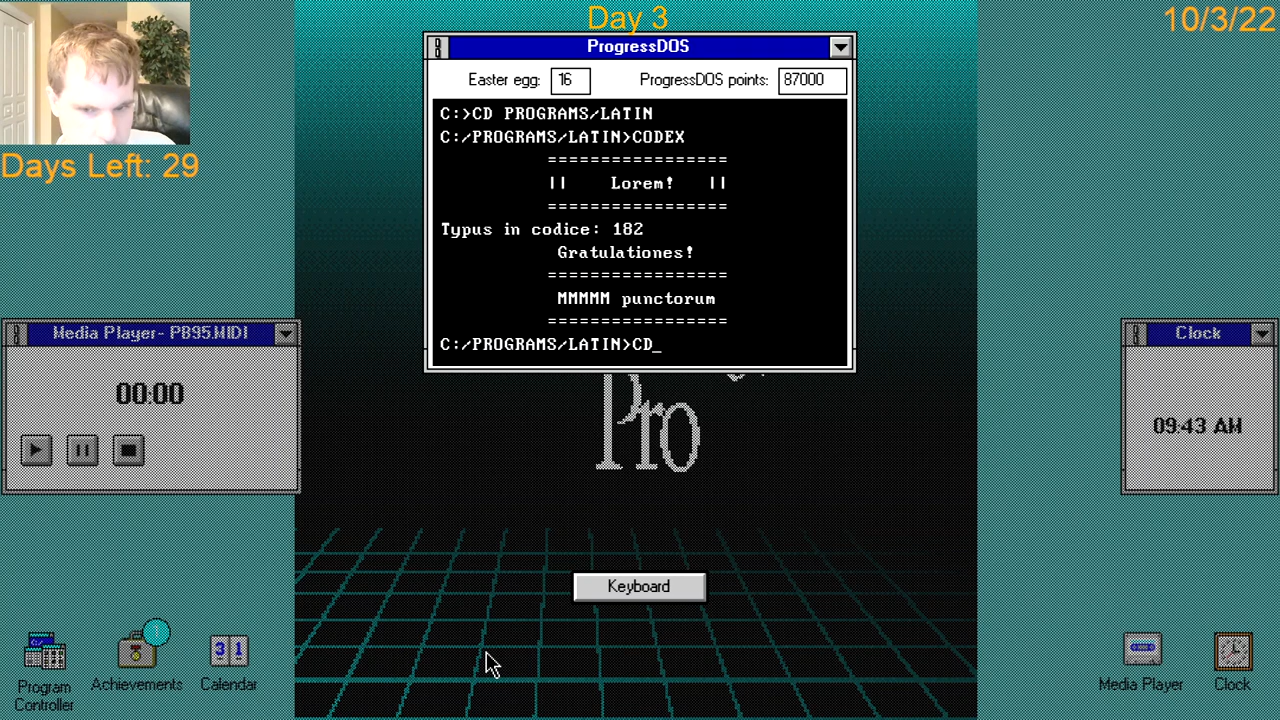 Day 3
10/3/22
Days Left: 29
ProgressDOS
Easter egg: 16 ProgressDOS points: 87000
C:>CD PROGRAMS/LATIN
C:/PROGRAMS/LATIN>CODEX
=================
|| Lorem! ||
=================
Typus in codice: 182
Gratulationes!
=================
MMMMM punctorum
=================
C:/PROGRAMS/LATIN>CD_
Media Player- PB95.MIDI
00:00
Clock
09:43 AM
Pro
Keyboard
Program Controller
1
Achievements
31
Calendar
Media Player
Clock